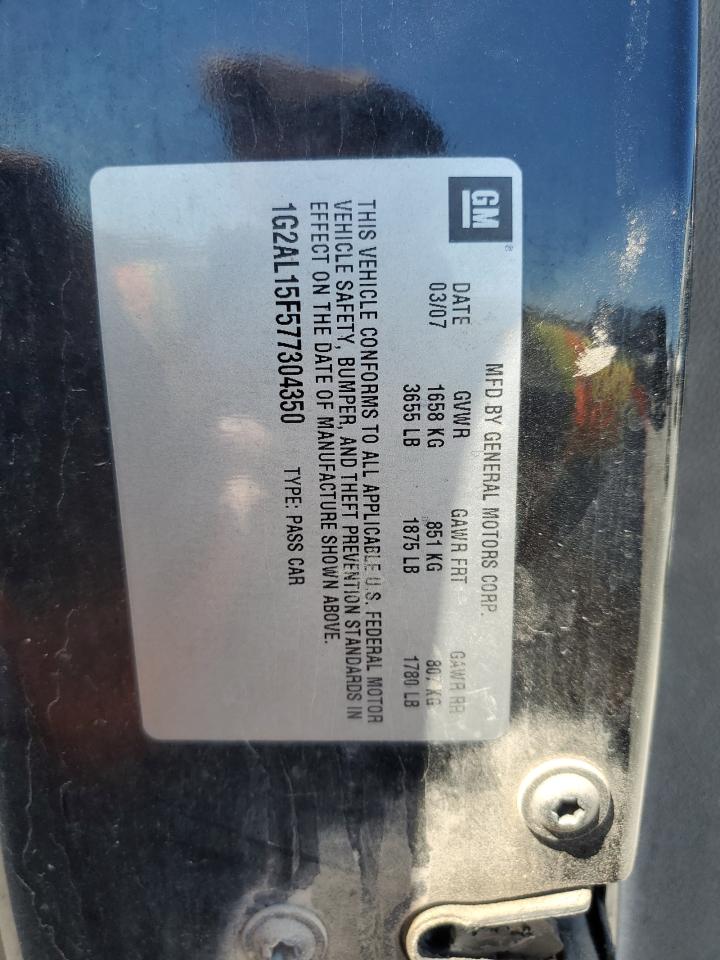 GM
®
MFD BY GENERAL MOTORS CORP.
DATE GVWR GAWR FRT GAWR RR
03/07 1658 KG 851 KG 807 KG
3655 LB 1875 LB 1780 LB
THIS VEHICLE CONFORMS TO ALL APPLICABLE U.S. FEDERAL MOTOR
VEHICLE SAFETY, BUMPER, AND THEFT PREVENTION STANDARDS IN
EFFECT ON THE DATE OF MANUFACTURE SHOWN ABOVE.
1G2AL15F577304350 TYPE: PASS CAR